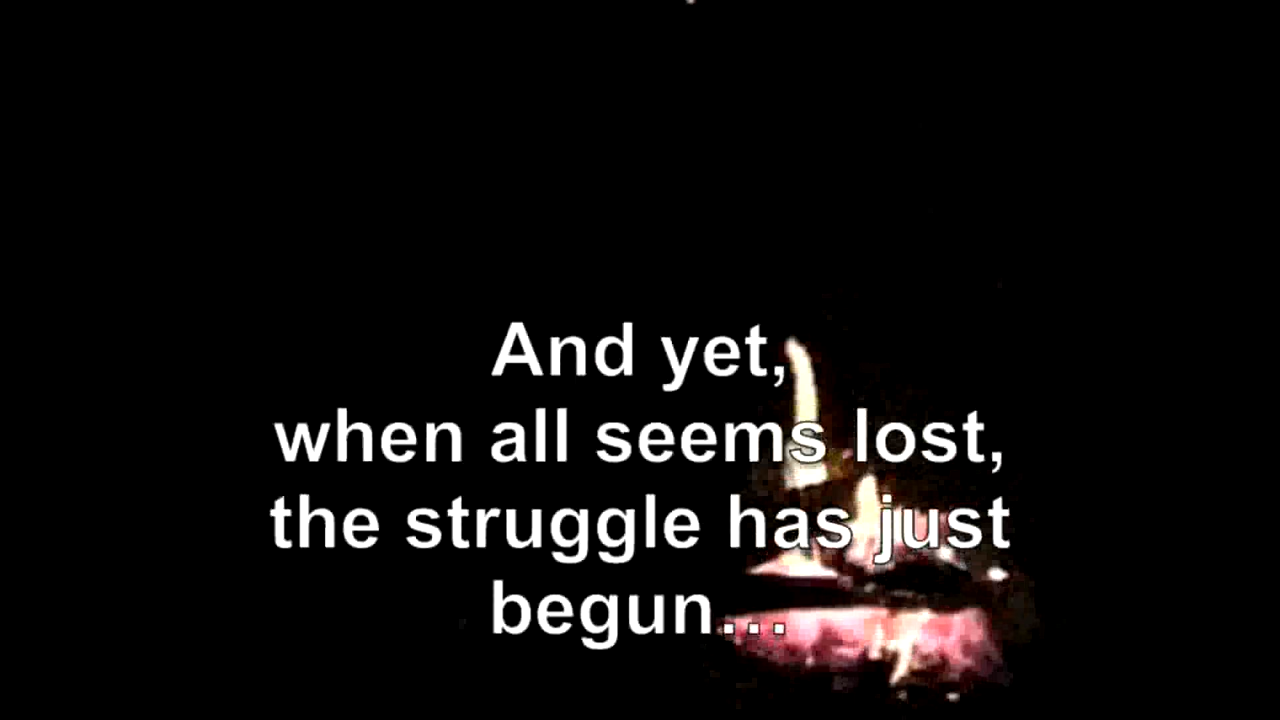 And yet,
when all seems lost,
the struggle has just
begun...